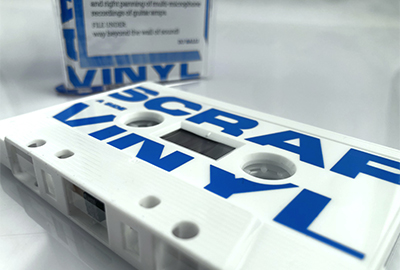 and right panning of multi-microphone
recordings of guitar amps
FILE UNDER
way beyond the wall of sound
VINYL
SCRAP
VINYL